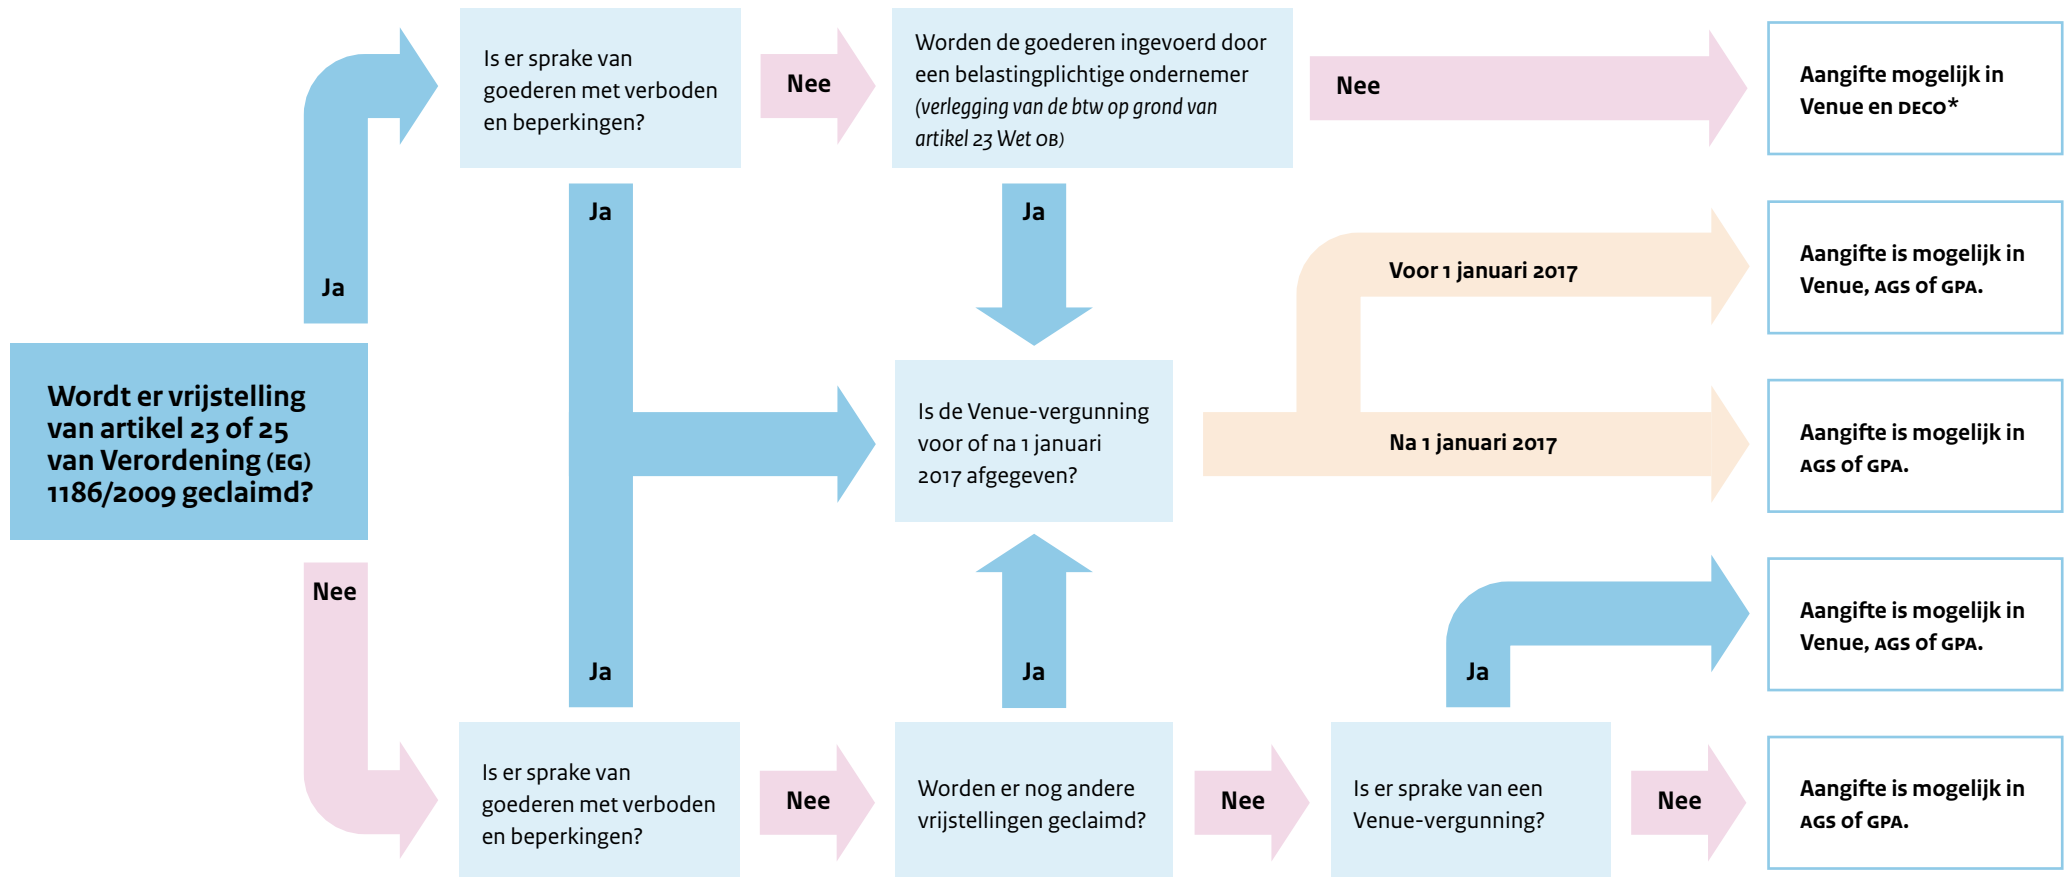 Is er sprake van
goederen met verboden
en beperkingen?
Nee
Worden de goederen ingevoerd door
een belastingplichtige ondernemer
(verlegging van de btw op grond van
artikel 23 Wet OB)
Nee
Aangifte mogelijk in
Venue en DECO*
Ja
Ja
Ja
Voor 1 januari 2017
Aangifte is mogelijk in
Venue, AGS of GPA.
Wordt er vrijstelling
van artikel 23 of 25
van Verordening (EG)
1186/2009 geclaimd?
Is de Venue-vergunning
voor of na 1 januari
2017 afgegeven?
Na 1 januari 2017
Aangifte is mogelijk in
AGS of GPA.
Nee
Ja
Ja
Ja
Aangifte is mogelijk in
Venue, AGS of GPA.
Is er sprake van
goederen met verboden
en beperkingen?
Nee
Worden er nog andere
vrijstellingen geclaimd?
Nee
Is er sprake van een
Venue-vergunning?
Nee
Aangifte is mogelijk in
AGS of GPA.